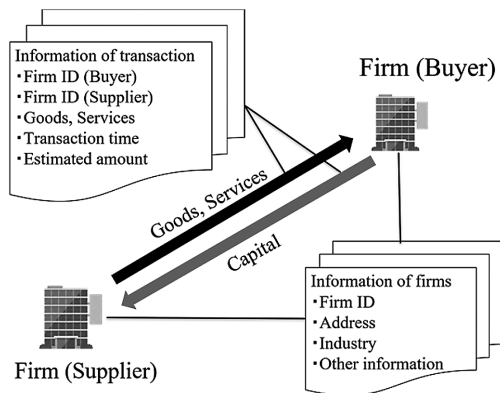 Information of transaction
・Firm ID (Buyer)
・Firm ID (Supplier)
・Goods, Services
・Transaction time
・Estimated amount
Firm (Buyer)
Goods, Services
Capital
Firm (Supplier)
Information of firms
・Firm ID
・Address
・Industry
・Other information